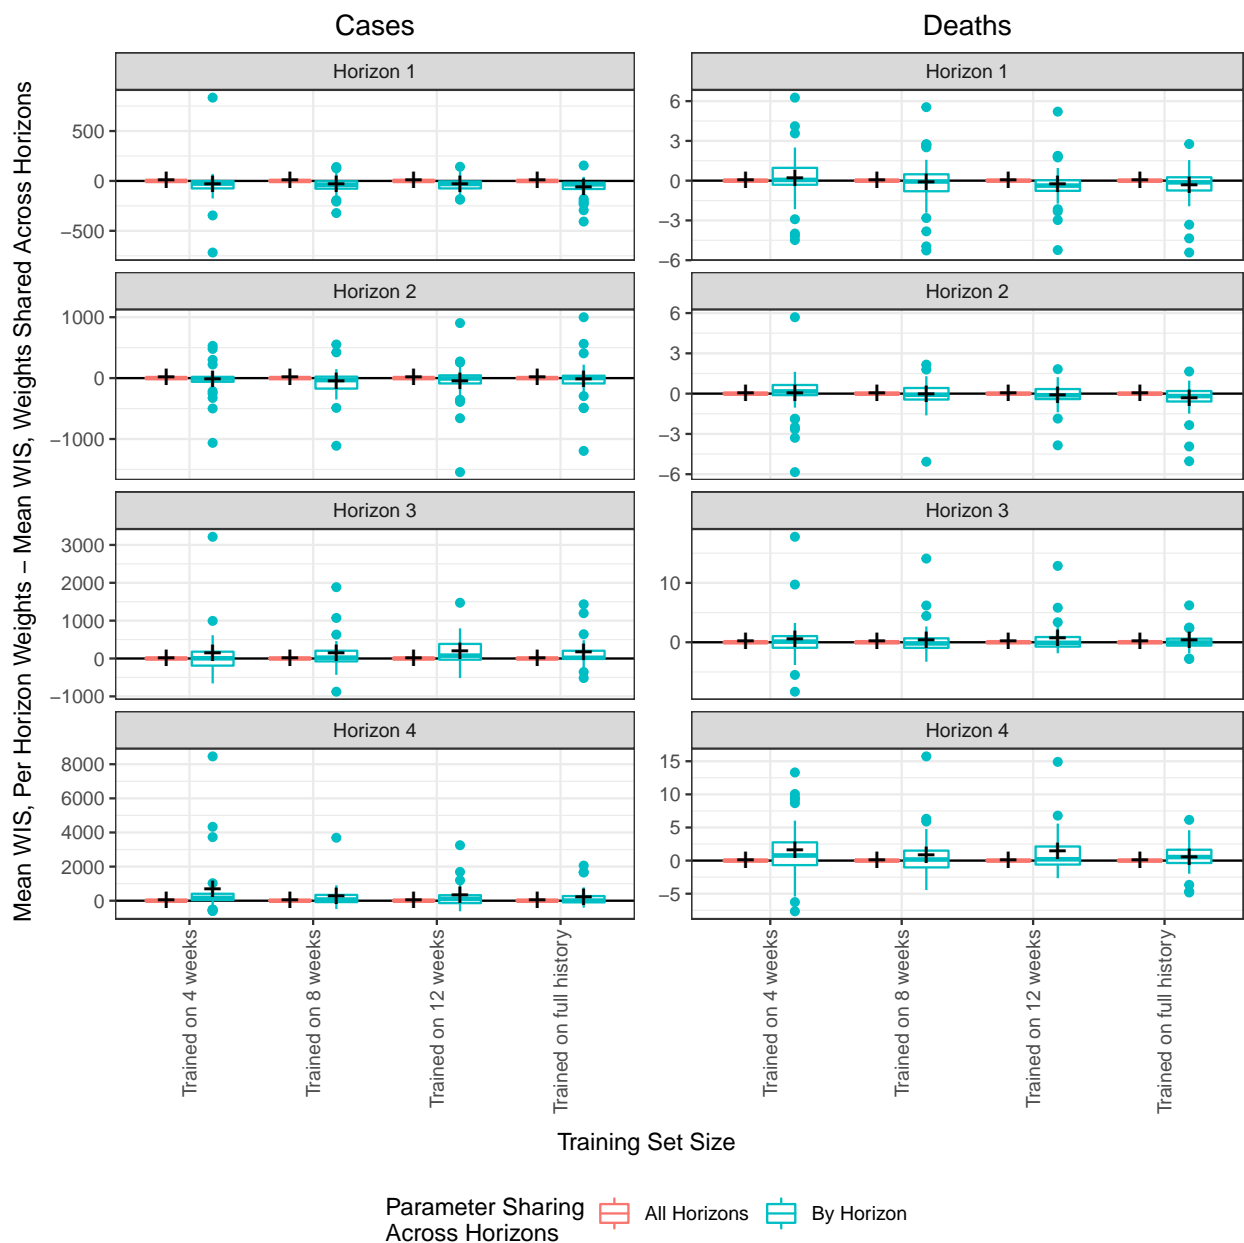 Cases
Deaths
Mean WIS, Per Horizon Weights − Mean WIS, Weights Shared Across Horizons
Horizon 1
500
0
−500
Horizon 1
6
3
0
−3
−6
Horizon 2
1000
0
−1000
Horizon 2
6
3
0
−3
−6
Horizon 3
3000
2000
1000
0
−1000
Horizon 3
10
0
Horizon 4
8000
6000
4000
2000
0
Horizon 4
15
10
5
0
−5
Trained on 4 weeks
Trained on 8 weeks
Trained on 12 weeks
Trained on full history
Trained on 4 weeks
Trained on 8 weeks
Trained on 12 weeks
Trained on full history
Training Set Size
Parameter Sharing
Across Horizons
All Horizons
By Horizon